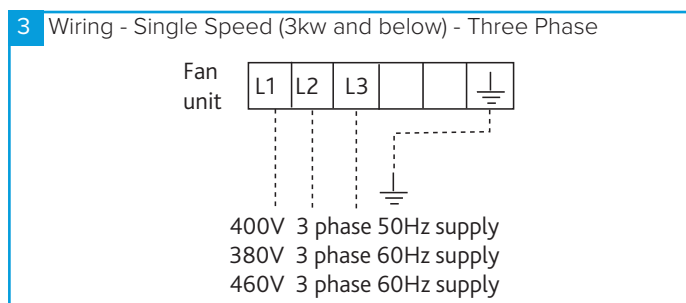 3 Wiring - Single Speed (3kw and below) - Three Phase
Fan
unit
L1 L2 L3
400V 3 phase 50Hz supply
380V 3 phase 60Hz supply
460V 3 phase 60Hz supply